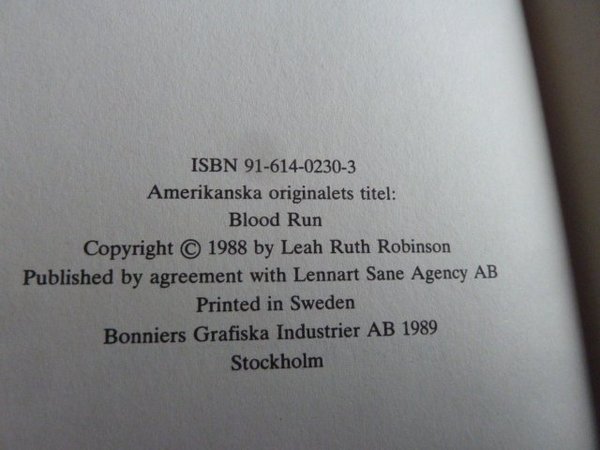 ISBN 91-614-0230-3
Amerikanska originalets titel:
Blood Run
Copyright © 1988 by Leah Ruth Robinson
Published by agreement with Lennart Sane Agency AB
Printed in Sweden
Bonniers Grafiska Industrier AB 1989
Stockholm